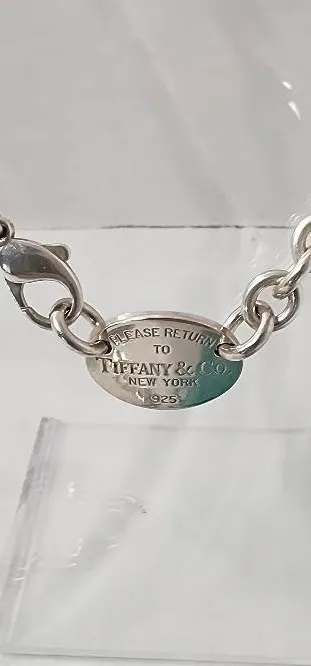 PLEASE RETURN
TO
TIFFANY & Co.
NEW YORK
925